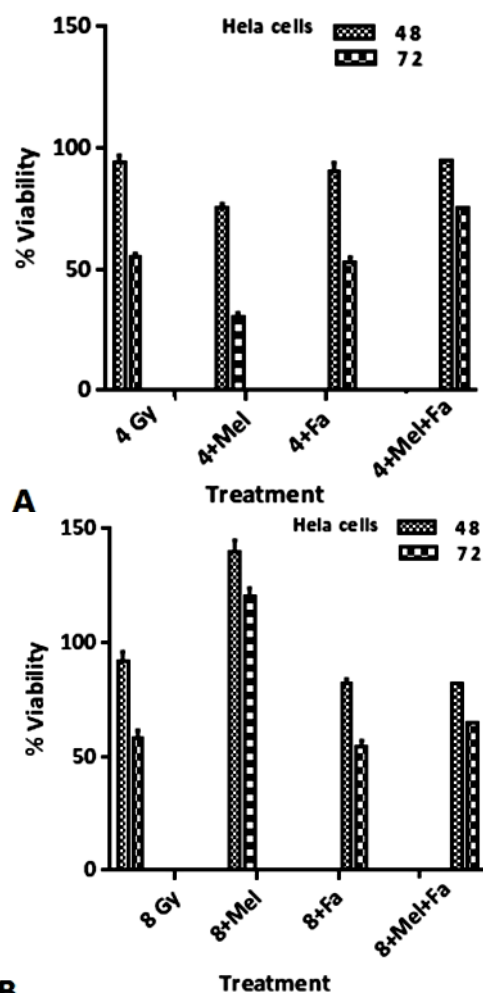 150
Hela cells
48
72
100
% Viability
50
0
4 Gy
4+Mel
4+Fa
4+Mel+Fa
Treatment
A
150
Hela cells
48
72
100
% Viability
50
0
8 Gy
8+Mel
8+Fa
8+Mel+Fa
Treatment
B